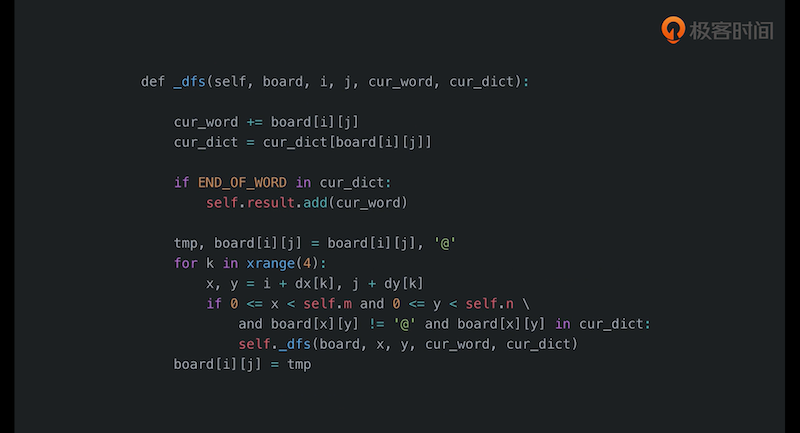 极客时间
def _dfs(self, board, i, j, cur_word, cur_dict):
cur_word += board[i][j]
cur_dict = cur_dict[board[i][j]]
if END_OF_WORD in cur_dict:
self.result.add(cur_word)
tmp, board[i][j] = board[i][j], '@'
for k in xrange(4):
x, y = i + dx[k], j + dy[k]
if 0 <= x < self.m and 0 <= y < self.n \
and board[x][y] != '@' and board[x][y] in cur_dict:
self._dfs(board, x, y, cur_word, cur_dict)
board[i][j] = tmp